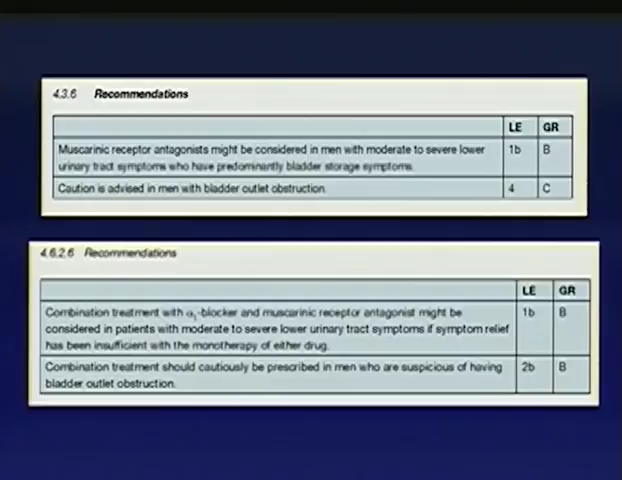 4.3.6 Recommendations
LE GR
Muscarinic receptor antagonists might be considered in men with moderate to severe lower 1b B
urinary tract symptoms who have predominantly bladder storage symptoms.
Caution is advised in men with bladder outlet obstruction. 4 C
4.6.2.6 Recommendations
LE GR
Combination treatment with α₁-blocker and muscarinic receptor antagonist might be 1b B
considered in patients with moderate to severe lower urinary tract symptoms if symptom relief
has been insufficient with the monotherapy of either drug.
Combination treatment should cautiously be prescribed in men who are suspicious of having 2b B
bladder outlet obstruction.